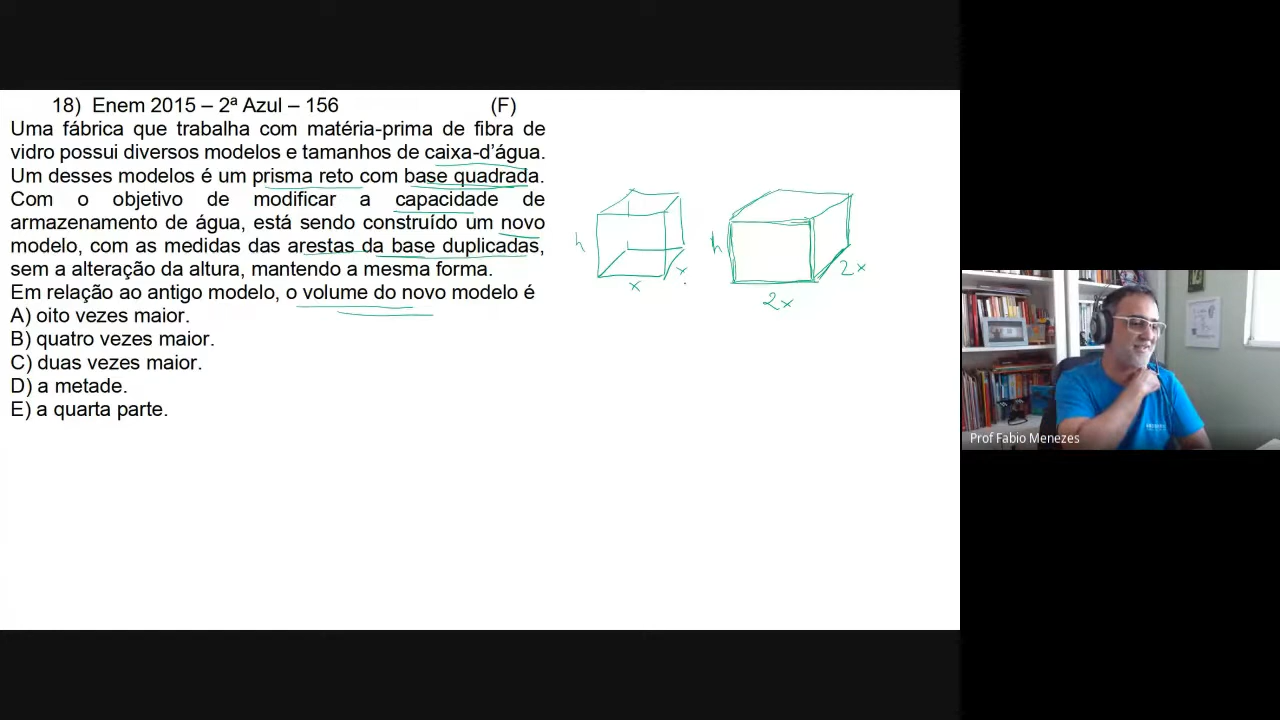 18) Enem 2015 – 2ª Azul – 156 (F)
Uma fábrica que trabalha com matéria-prima de fibra de
vidro possui diversos modelos e tamanhos de caixa-d’água.
Um desses modelos é um prisma reto com base quadrada.
Com o objetivo de modificar a capacidade de
armazenamento de água, está sendo construído um novo
modelo, com as medidas das arestas da base duplicadas,
sem a alteração da altura, mantendo a mesma forma.
Em relação ao antigo modelo, o volume do novo modelo é
A) oito vezes maior.
B) quatro vezes maior.
C) duas vezes maior.
D) a metade.
E) a quarta parte.
h
x
x
h
2x
2x
Prof Fabio Menezes